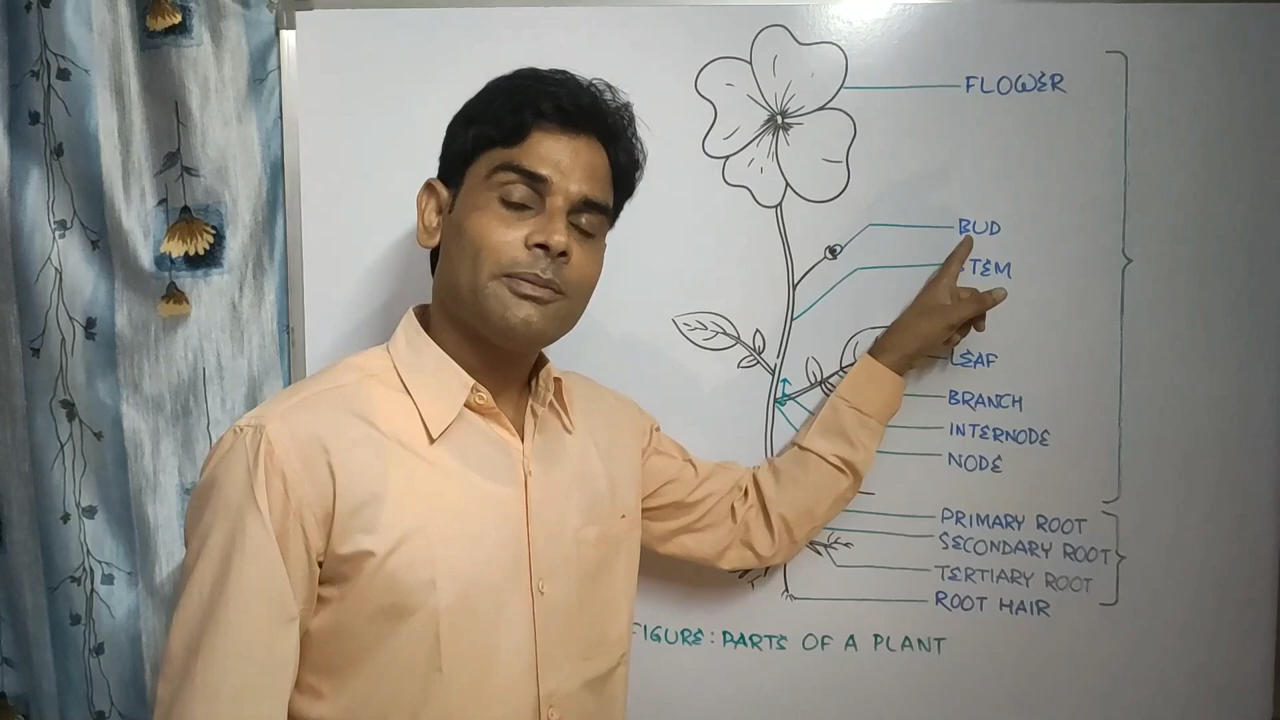 FLOWER
BUD
STEM
LEAF
BRANCH
INTERNODE
NODE
PRIMARY ROOT
SECONDARY ROOT
TERTIARY ROOT
ROOT HAIR
FIGURE: PARTS OF A PLANT